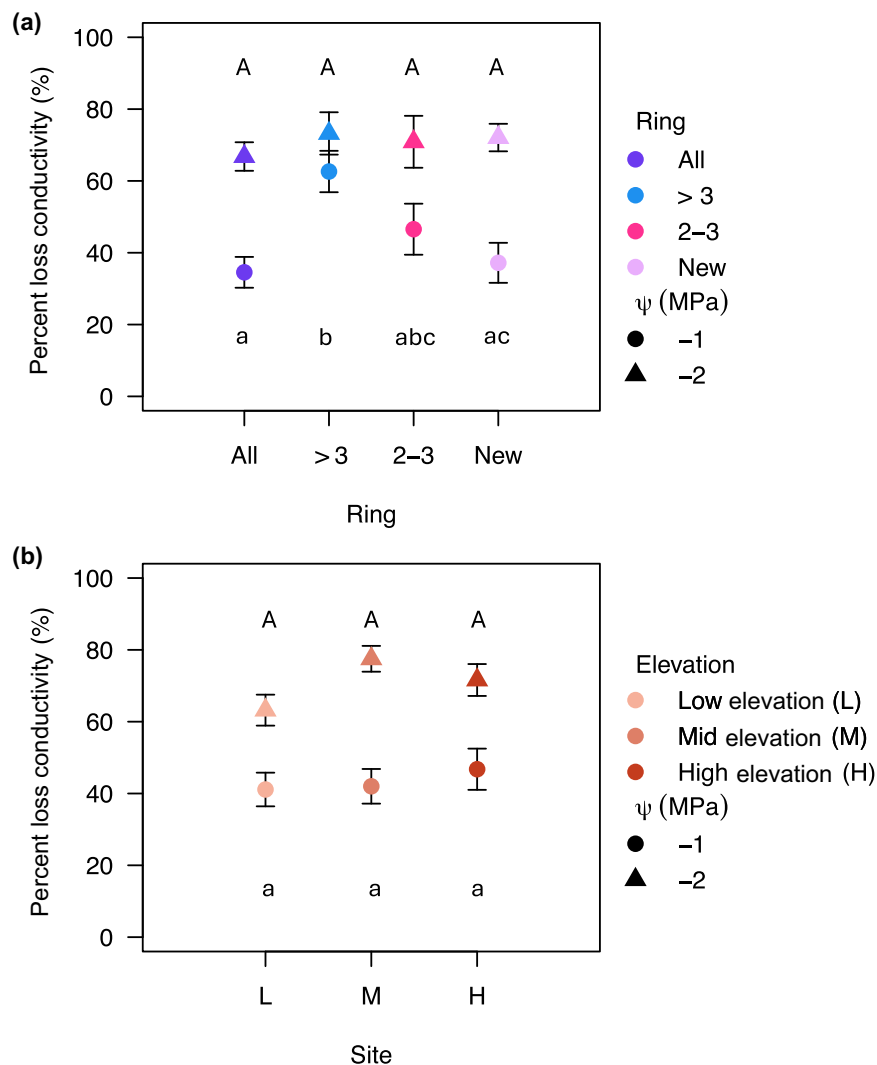 (a)
Percent loss conductivity (%)
100
80
60
40
20
0
A A A A
a b abc ac
All > 3 2–3 New
Ring
Ring
All
> 3
2–3
New
ψ (MPa)
–1
–2
(b)
Percent loss conductivity (%)
100
80
60
40
20
0
A A A
a a a
L M H
Site
Elevation
Low elevation (L)
Mid elevation (M)
High elevation (H)
ψ (MPa)
–1
–2